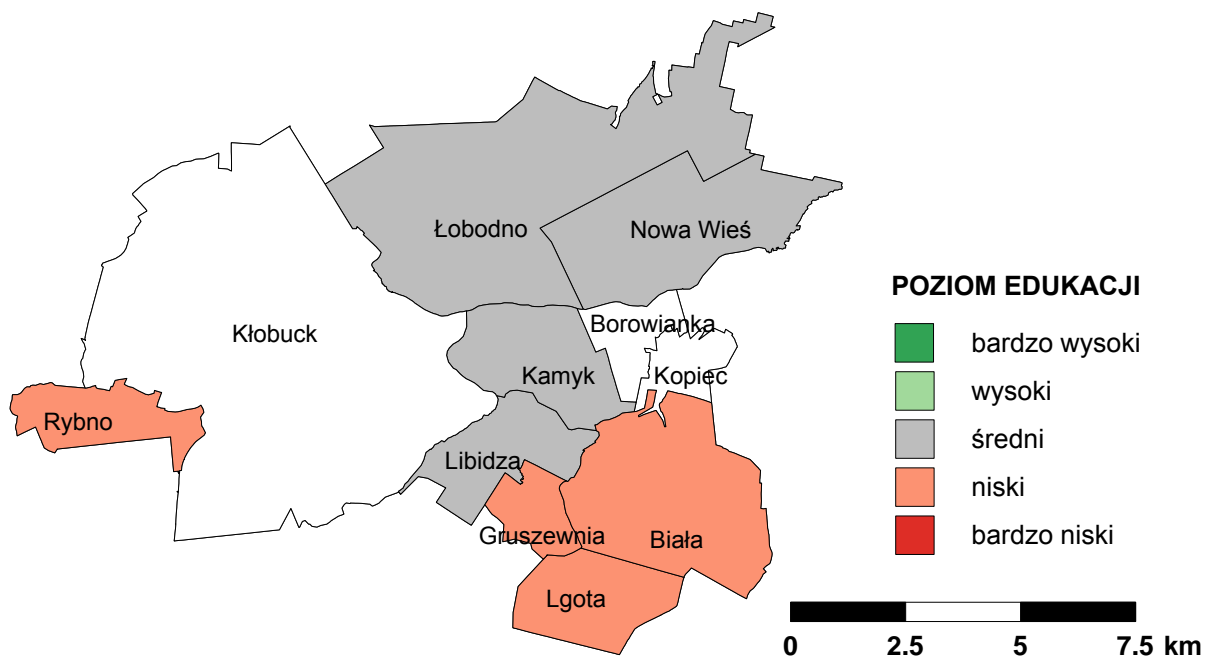 Łobodno
Nowa Wieś
POZIOM EDUKACJI
Borowianka
Kłobuck
bardzo wysoki
Kamyk
Kopiec
wysoki
Rybno
średni
Libidza
niski
Gruszewnia
Biała
bardzo niski
Lgota
0 2.5 5 7.5 km